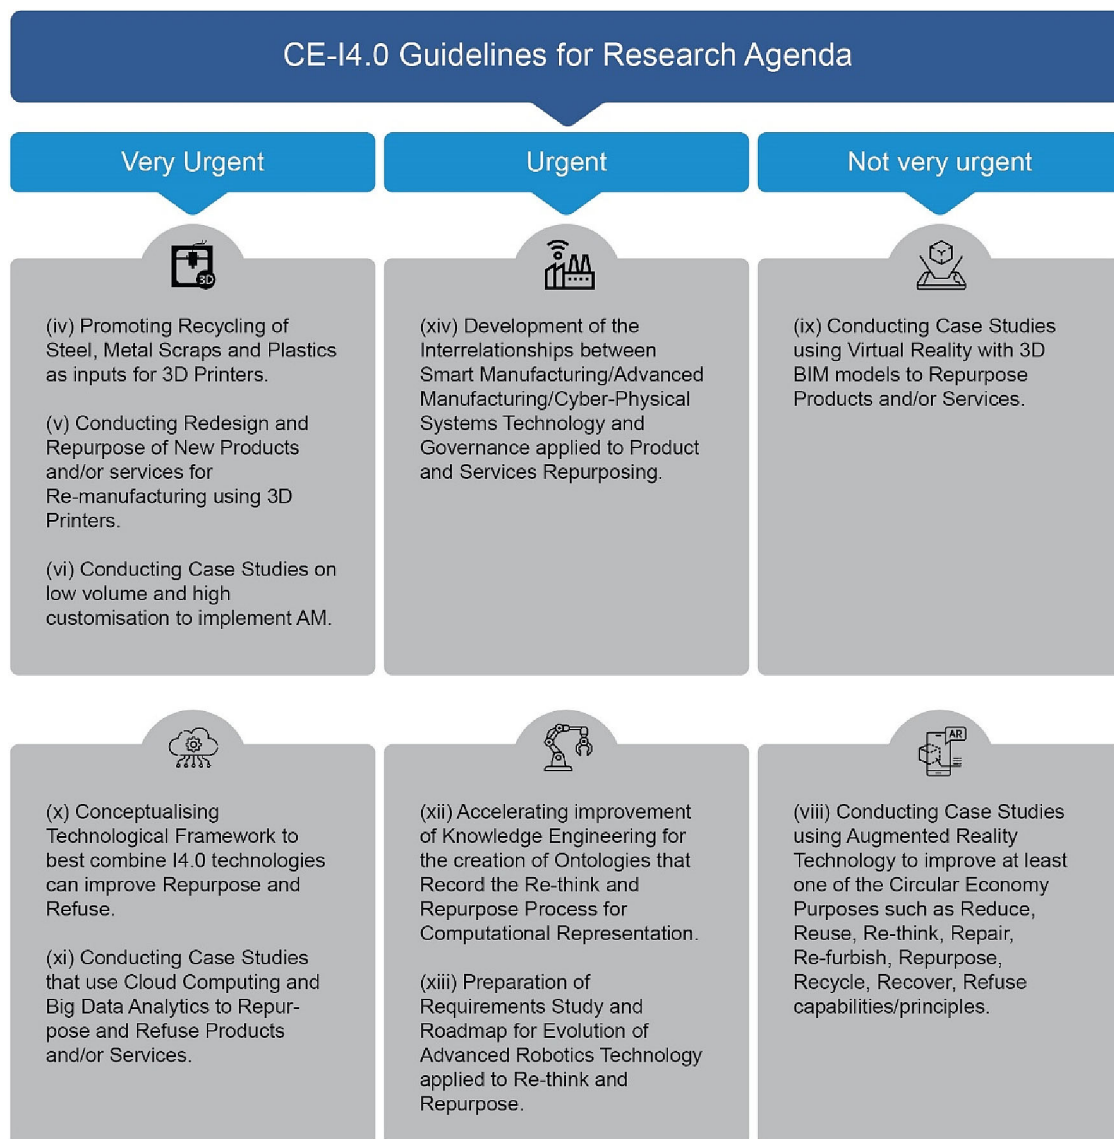 CE-I4.0 Guidelines for Research Agenda
Very Urgent
Urgent
Not very urgent
3D
(iv) Promoting Recycling of
Steel, Metal Scraps and Plastics
as inputs for 3D Printers.
(v) Conducting Redesign and
Repurpose of New Products
and/or services for
Re-manufacturing using 3D
Printers.
(vi) Conducting Case Studies on
low volume and high
customisation to implement AM.
(xiv) Development of the
Interrelationships between
Smart Manufacturing/Advanced
Manufacturing/Cyber-Physical
Systems Technology and
Governance applied to Product
and Services Repurposing.
(ix) Conducting Case Studies
using Virtual Reality with 3D
BIM models to Repurpose
Products and/or Services.
(x) Conceptualising
Technological Framework to
best combine I4.0 technologies
can improve Repurpose and
Refuse.
(xi) Conducting Case Studies
that use Cloud Computing and
Big Data Analytics to Repur-
pose and Refuse Products
and/or Services.
(xii) Accelerating improvement
of Knowledge Engineering for
the creation of Ontologies that
Record the Re-think and
Repurpose Process for
Computational Representation.
(xiii) Preparation of
Requirements Study and
Roadmap for Evolution of
Advanced Robotics Technology
applied to Re-think and
Repurpose.
AR
(viii) Conducting Case Studies
using Augmented Reality
Technology to improve at least
one of the Circular Economy
Purposes such as Reduce,
Reuse, Re-think, Repair,
Re-furbish, Repurpose,
Recycle, Recover, Refuse
capabilities/principles.